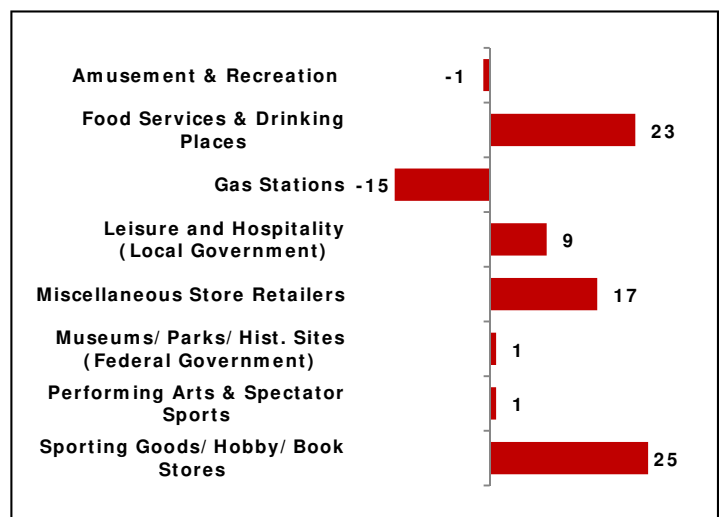 Amusement & Recreation -1
Food Services & Drinking
Places 23
Gas Stations -15
Leisure and Hospitality
(Local Government) 9
Miscellaneous Store Retailers 17
Museums/ Parks/ Hist. Sites
(Federal Government) 1
Performing Arts & Spectator
Sports 1
Sporting Goods/ Hobby/ Book
Stores 25